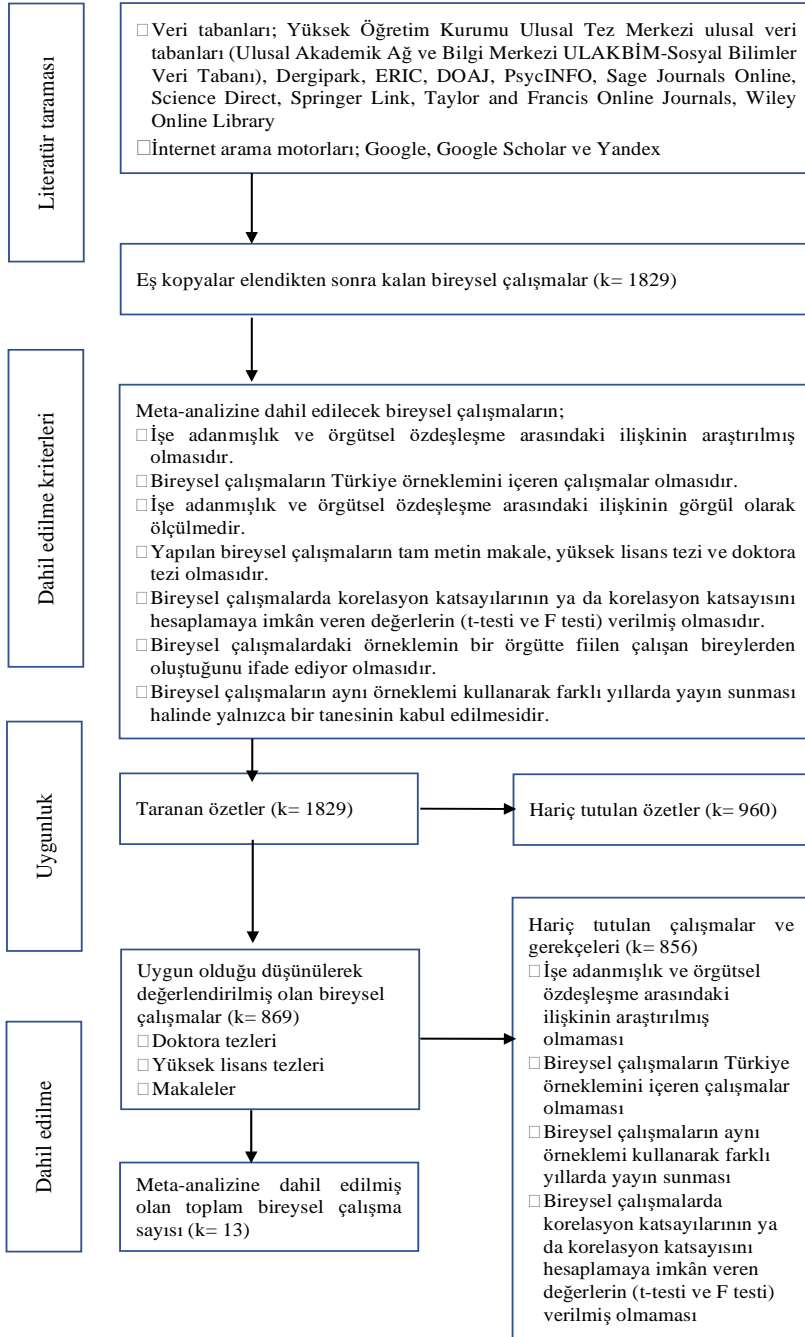 Literatür taraması
□Veri tabanları; Yüksek Öğretim Kurumu Ulusal Tez Merkezi ulusal veri
tabanları (Ulusal Akademik Ağ ve Bilgi Merkezi ULAKBİM-Sosyal Bilimler
Veri Tabanı), Dergipark, ERIC, DOAJ, PsycINFO, Sage Journals Online,
Science Direct, Springer Link, Taylor and Francis Online Journals, Wiley
Online Library
□İnternet arama motorları; Google, Google Scholar ve Yandex
Eş kopyalar elendikten sonra kalan bireysel çalışmalar (k= 1829)
Dahil edilme kriterleri
Meta-analizine dahil edilecek bireysel çalışmaların;
□İşe adanmışlık ve örgütsel özdeşleşme arasındaki ilişkinin araştırılmış
olmasıdır.
□Bireysel çalışmaların Türkiye örneklemini içeren çalışmalar olmasıdır.
□İşe adanmışlık ve örgütsel özdeşleşme arasındaki ilişkinin görgül olarak
ölçülmedir.
□Yapılan bireysel çalışmaların tam metin makale, yüksek lisans tezi ve doktora
tezi olmasıdır.
□Bireysel çalışmalarda korelasyon katsayılarının ya da korelasyon katsayısını
hesaplamaya imkân veren değerlerin (t-testi ve F testi) verilmiş olmasıdır.
□Bireysel çalışmalardaki örneklemin bir örgütte fiilen çalışan bireylerden
oluştuğunu ifade ediyor olmasıdır.
□Bireysel çalışmaların aynı örneklemi kullanarak farklı yıllarda yayın sunması
halinde yalnızca bir tanesinin kabul edilmesidir.
Uygunluk
Taranan özetler (k= 1829)
Hariç tutulan özetler (k= 960)
Uygun olduğu düşünülerek
değerlendirilmiş olan bireysel
çalışmalar (k= 869)
□Doktora tezleri
□Yüksek lisans tezleri
□Makaleler
Hariç tutulan çalışmalar ve
gerekçeleri (k= 856)
□İşe adanmışlık ve örgütsel
özdeşleşme arasındaki
ilişkinin araştırılmış
olmaması
□Bireysel çalışmaların Türkiye
örneklemini içeren çalışmalar
olmaması
□Bireysel çalışmaların aynı
örneklemi kullanarak farklı
yıllarda yayın sunması
□Bireysel çalışmalarda
korelasyon katsayılarının ya
da korelasyon katsayısını
hesaplamaya imkân veren
değerlerin (t-testi ve F testi)
verilmiş olmaması
Dahil edilme
Meta-analizine dahil edilmiş
olan toplam bireysel çalışma
sayısı (k= 13)